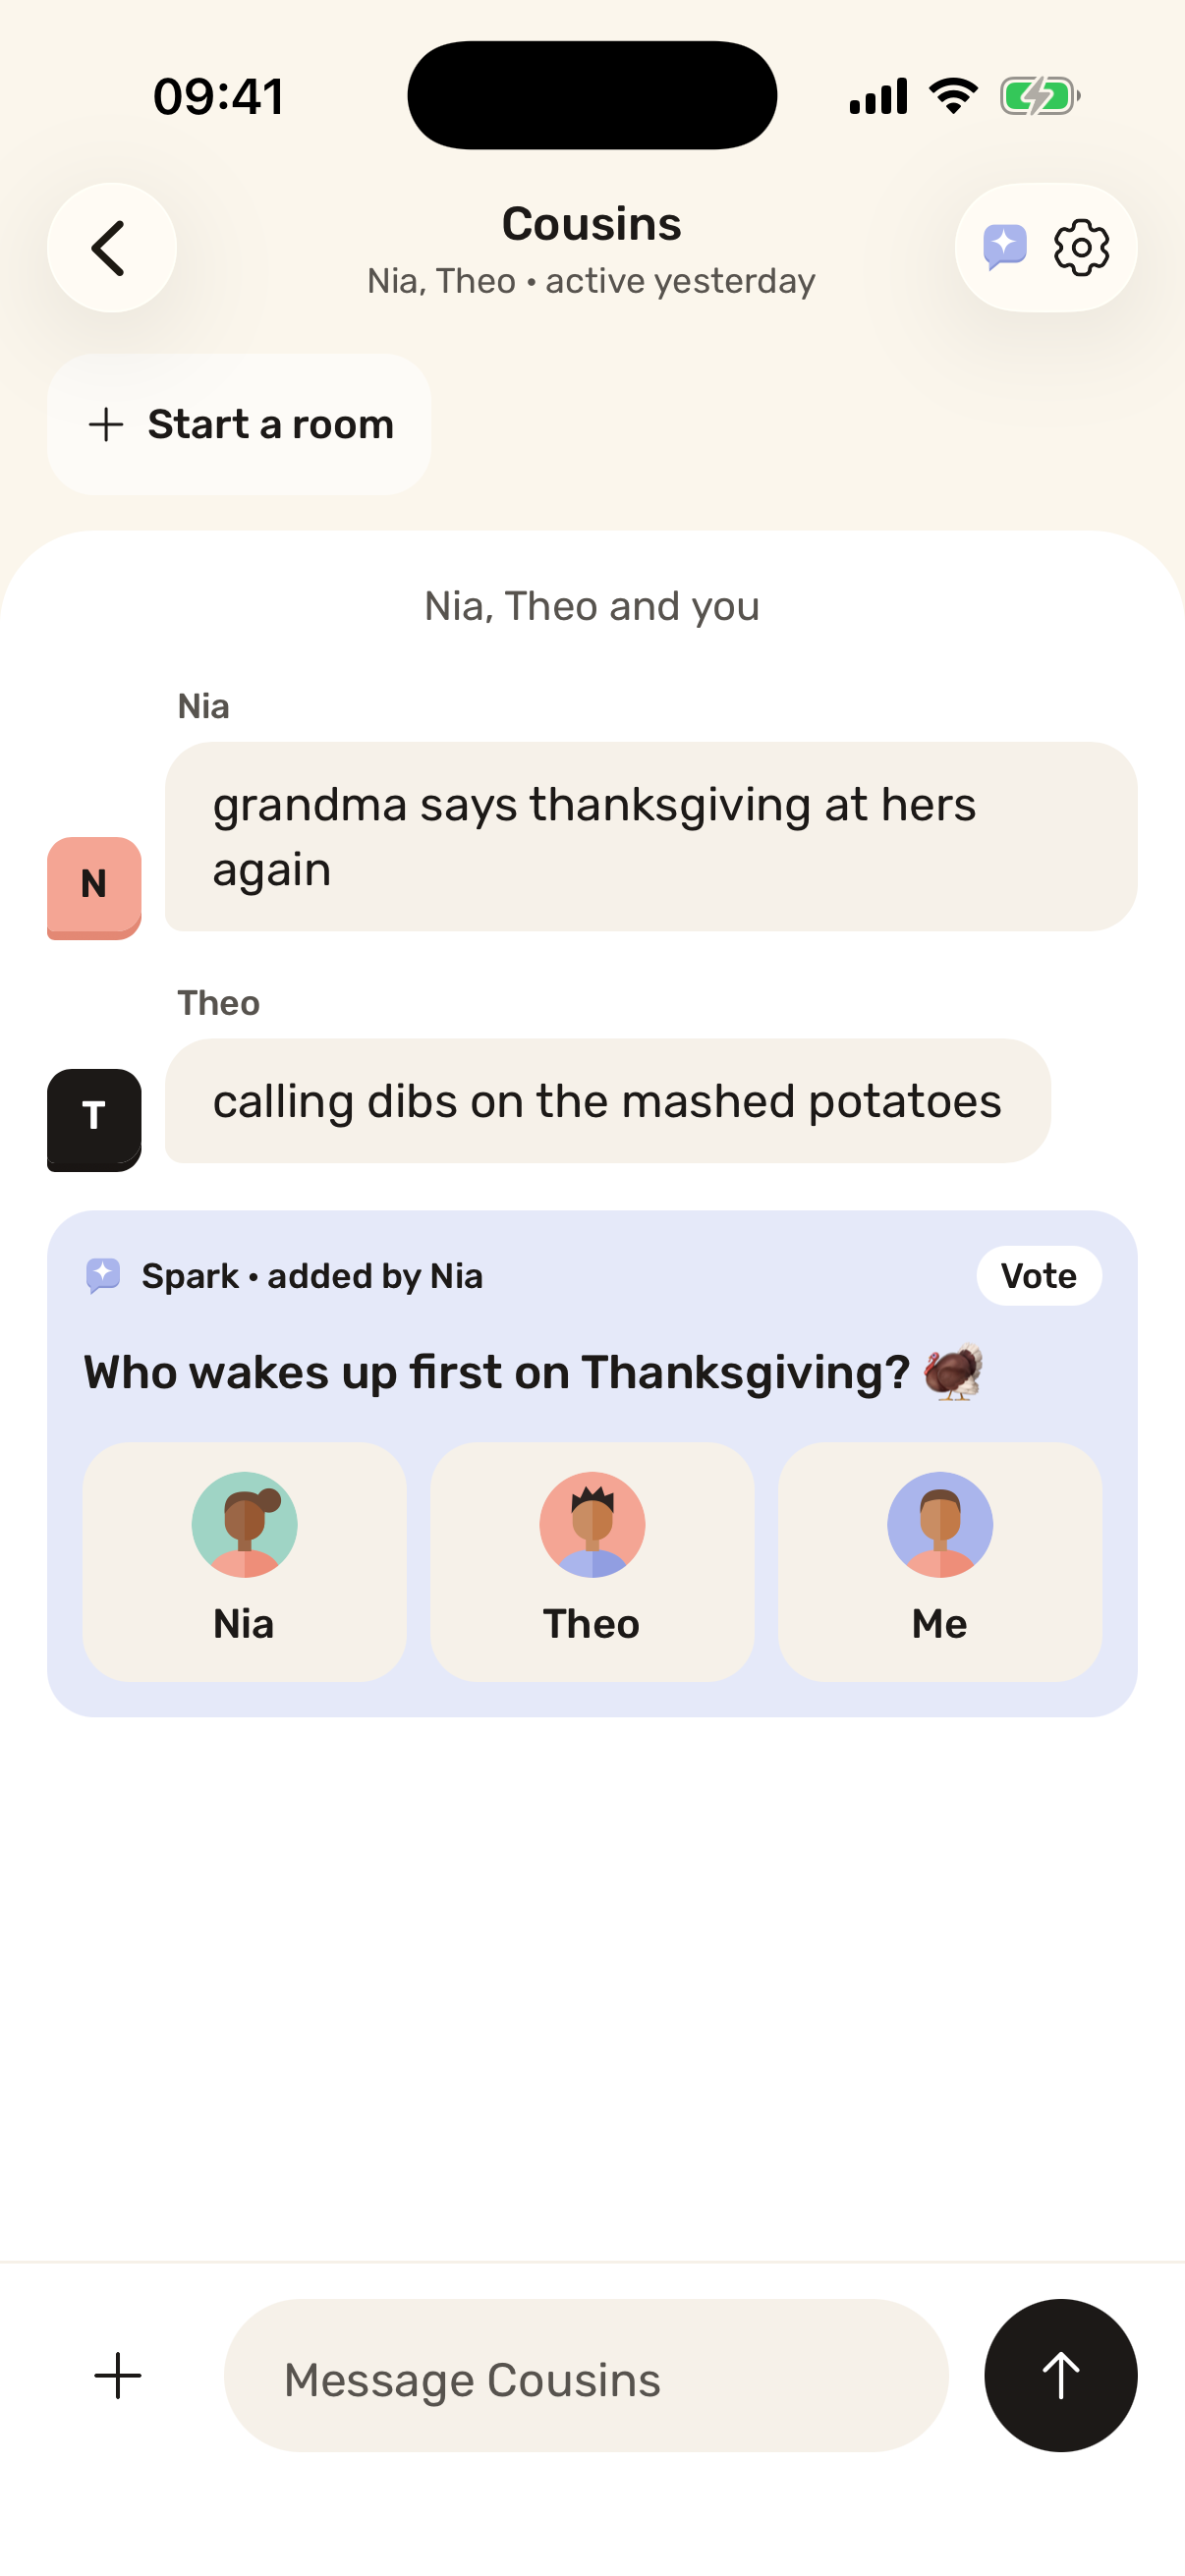 09:41
Cousins
Nia, Theo • active yesterday
Start a room
Nia, Theo and you
Nia
grandma says thanksgiving at hers
again
N
Theo
calling dibs on the mashed potatoes
T
Spark • added by Nia
Vote
Who wakes up first on Thanksgiving? 🦃
Nia
Theo
Me
Message Cousins